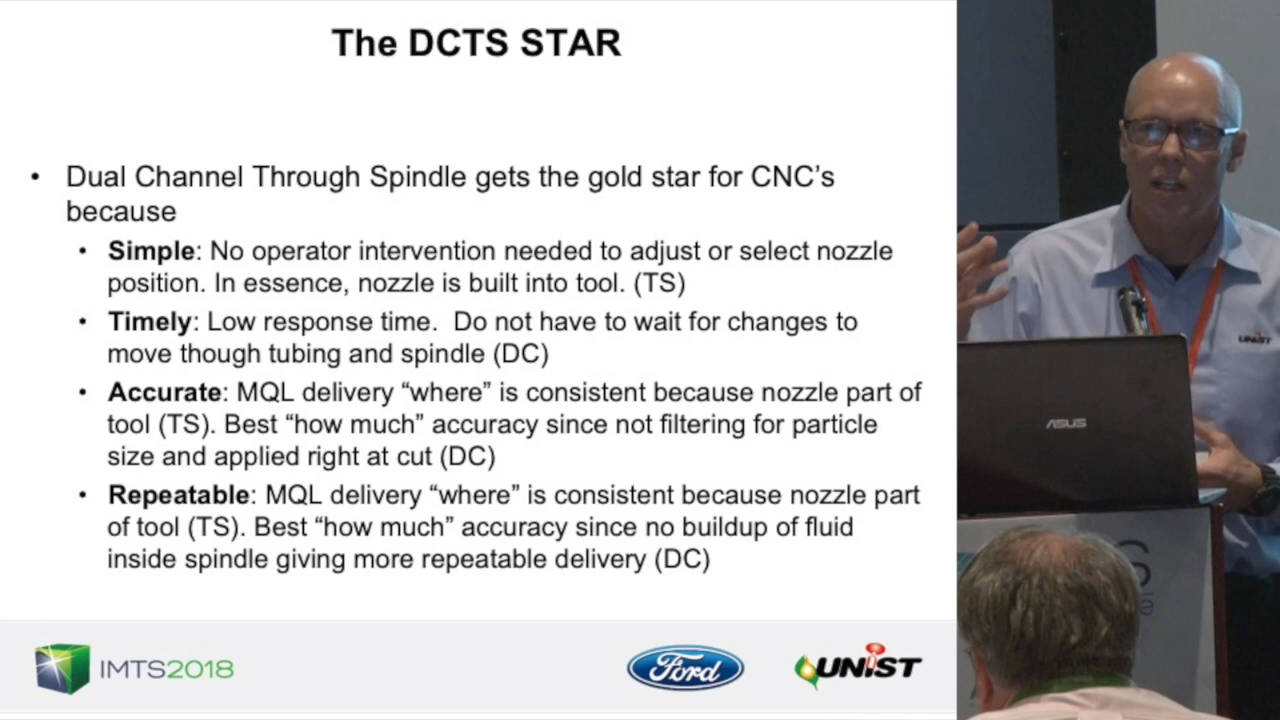 The DCTS STAR
• Dual Channel Through Spindle gets the gold star for CNC's
because
• Simple: No operator intervention needed to adjust or select nozzle
position. In essence, nozzle is built into tool. (TS)
• Timely: Low response time.  Do not have to wait for changes to
move though tubing and spindle (DC)
• Accurate: MQL delivery “where” is consistent because nozzle part of
tool (TS). Best “how much” accuracy since not filtering for particle
size and applied right at cut (DC)
• Repeatable: MQL delivery “where” is consistent because nozzle part
of tool (TS). Best “how much” accuracy since no buildup of fluid
inside spindle giving more repeatable delivery (DC)
IMTS2018
Ford
UNIST
UNIST
ASUS